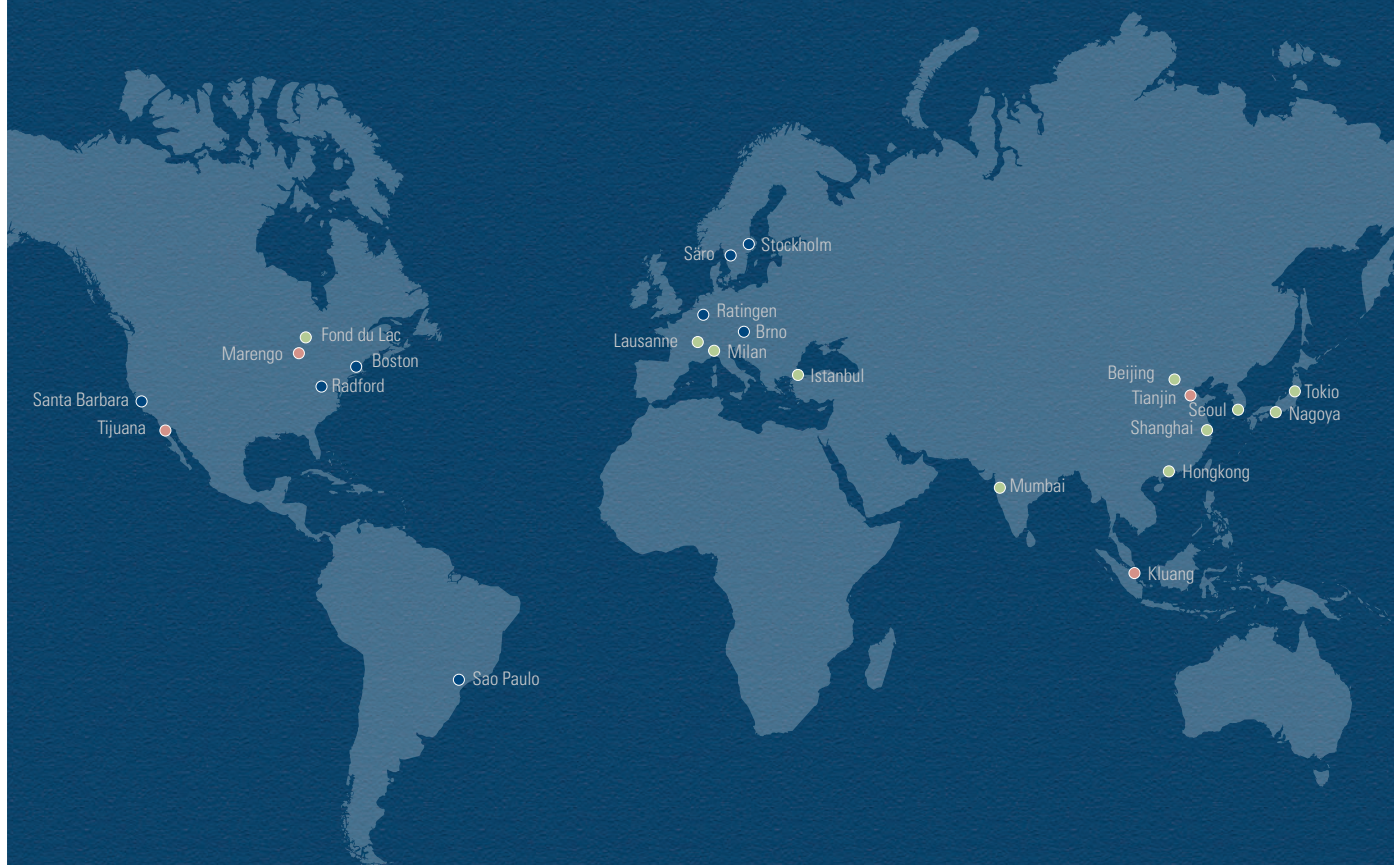 Stockholm
Säro
Ratingen
Brno
Fond du Lac
Lausanne
Marengo
Milan
Boston
Istanbul
Beijing
Radford
Tokio
Tianjin
Santa Barbara
Seoul
Nagoya
Tijuana
Shanghai
Hongkong
Mumbai
Kluang
Sao Paulo